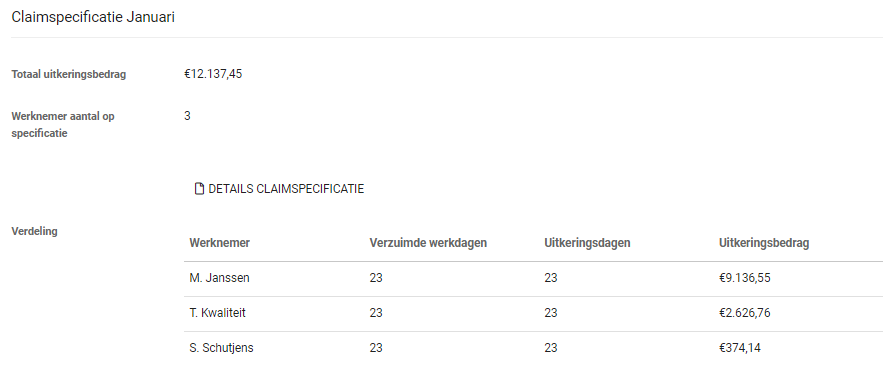 Claimspecificatie Januari
Totaal uitkeringsbedrag €12.137,45
Werknemer aantal op 3
specificatie
DETAILS CLAIMSPECIFICATIE
Verdeling
Werknemer Verzuimde werkdagen Uitkeringsdagen Uitkeringsbedrag
M. Janssen 23 23 €9.136,55
T. Kwaliteit 23 23 €2.626,76
S. Schutjens 23 23 €374,14